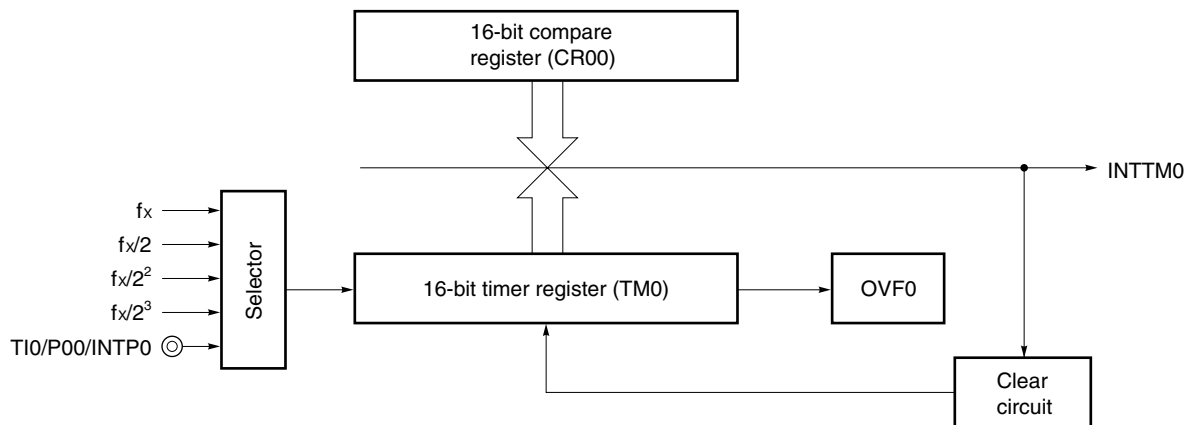 16-bit compare
register (CR00)
INTTM0
fx
fx/2
fx/2²
fx/2³
TI0/P00/INTP0
Selector
16-bit timer register (TM0)
OVF0
Clear
circuit